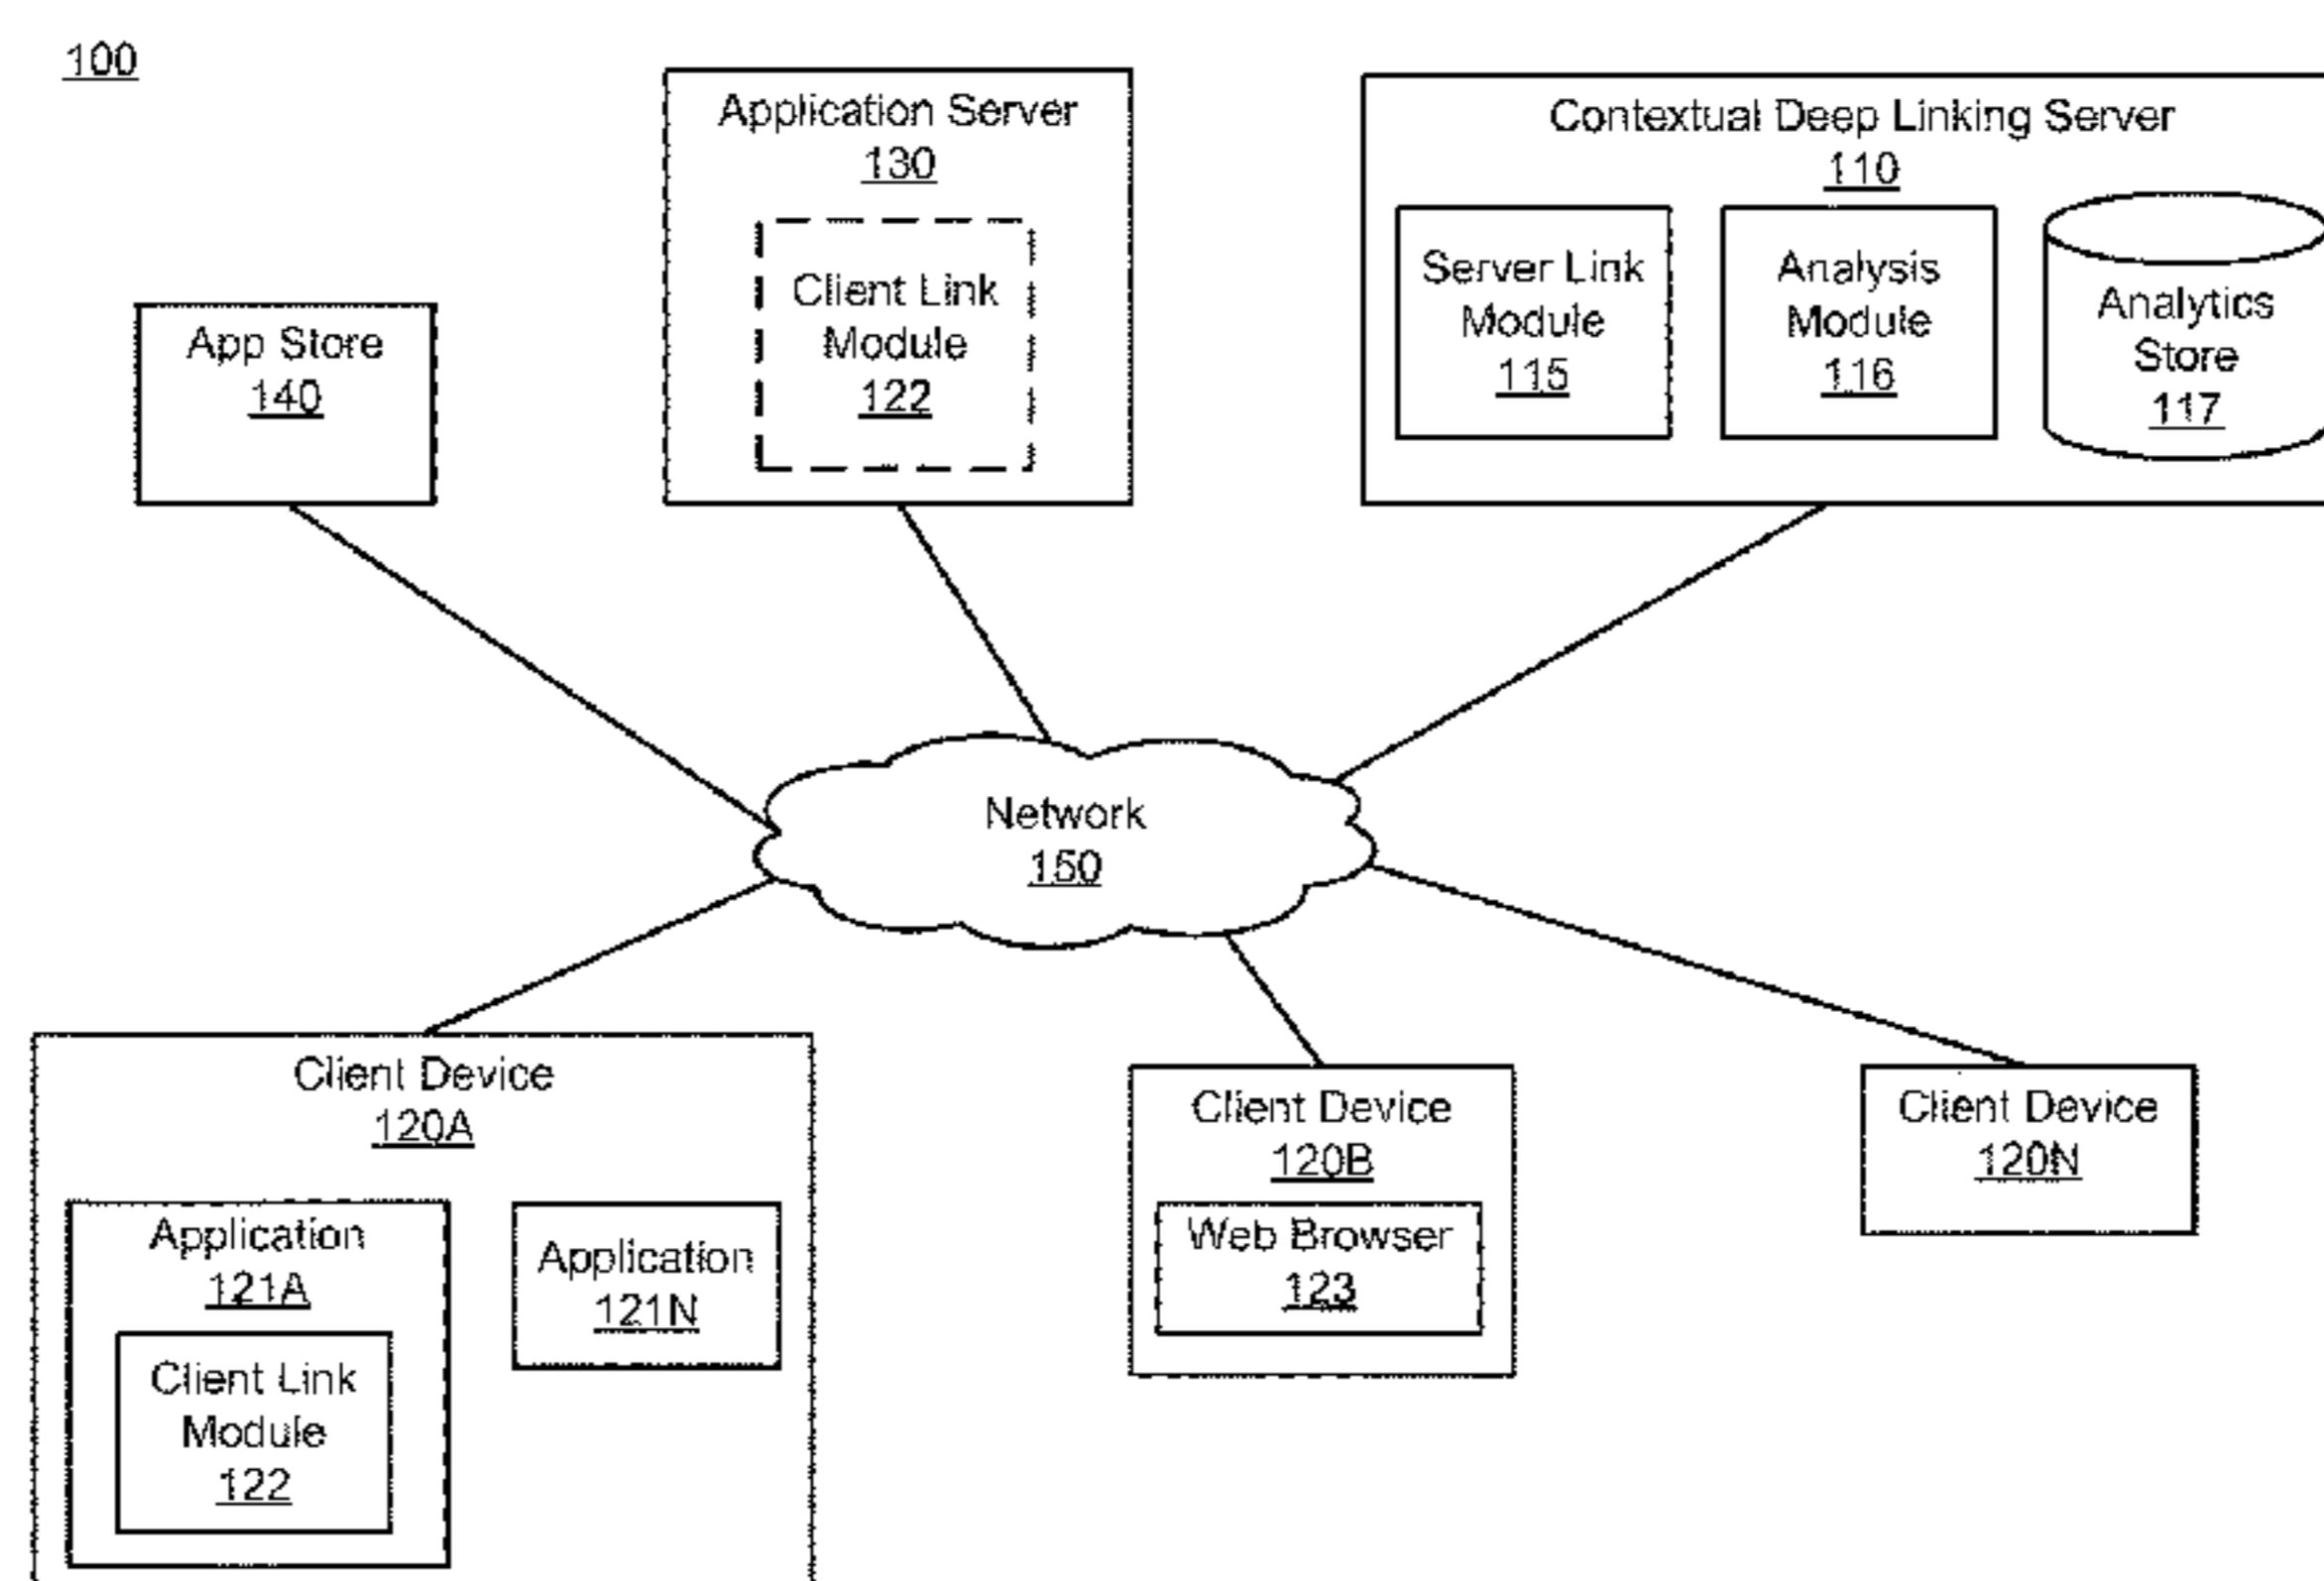 100
Application Server
130
Client Link
Module
122
Contextual Deep Linking Server
110
Server Link
Module
115
Analysis
Module
116
Analytics
Store
117
App Store
140
Network
150
Client Device
120A
Application
121A
Client Link
Module
122
Application
121N
Client Device
120B
Web Browser
123
Client Device
120N